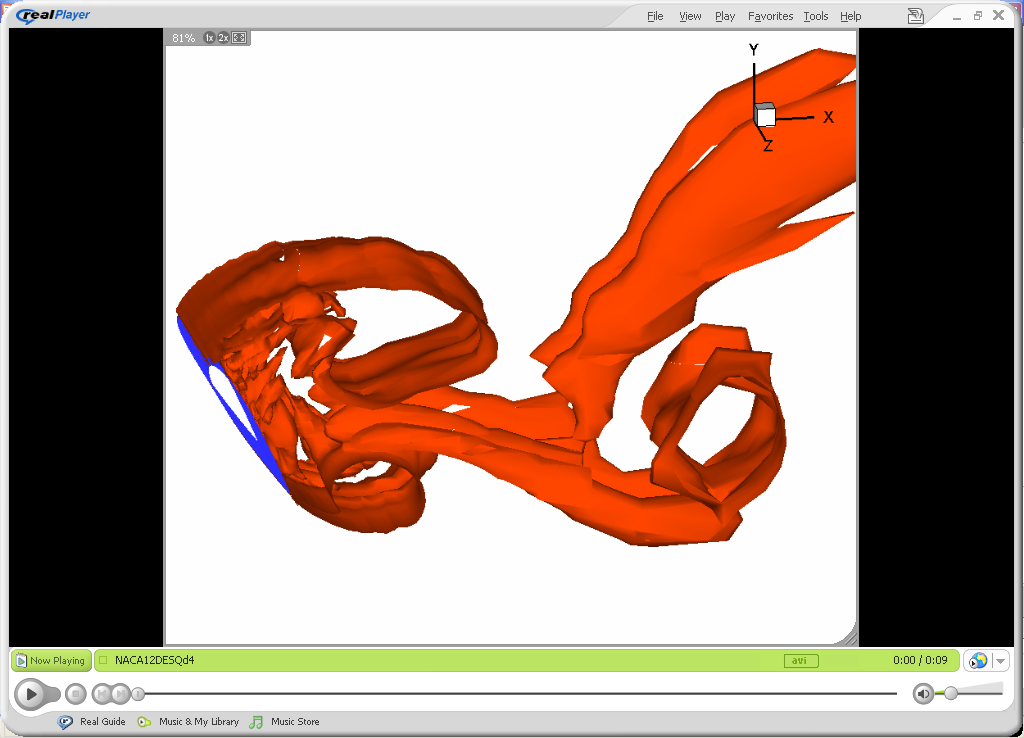 realPlayer
File View Play Favorites Tools Help
81% 1x 2x
Y
X
Z
Now Playing NACA12DESQd4 avi 0:00 / 0:09
Real Guide Music & My Library Music Store